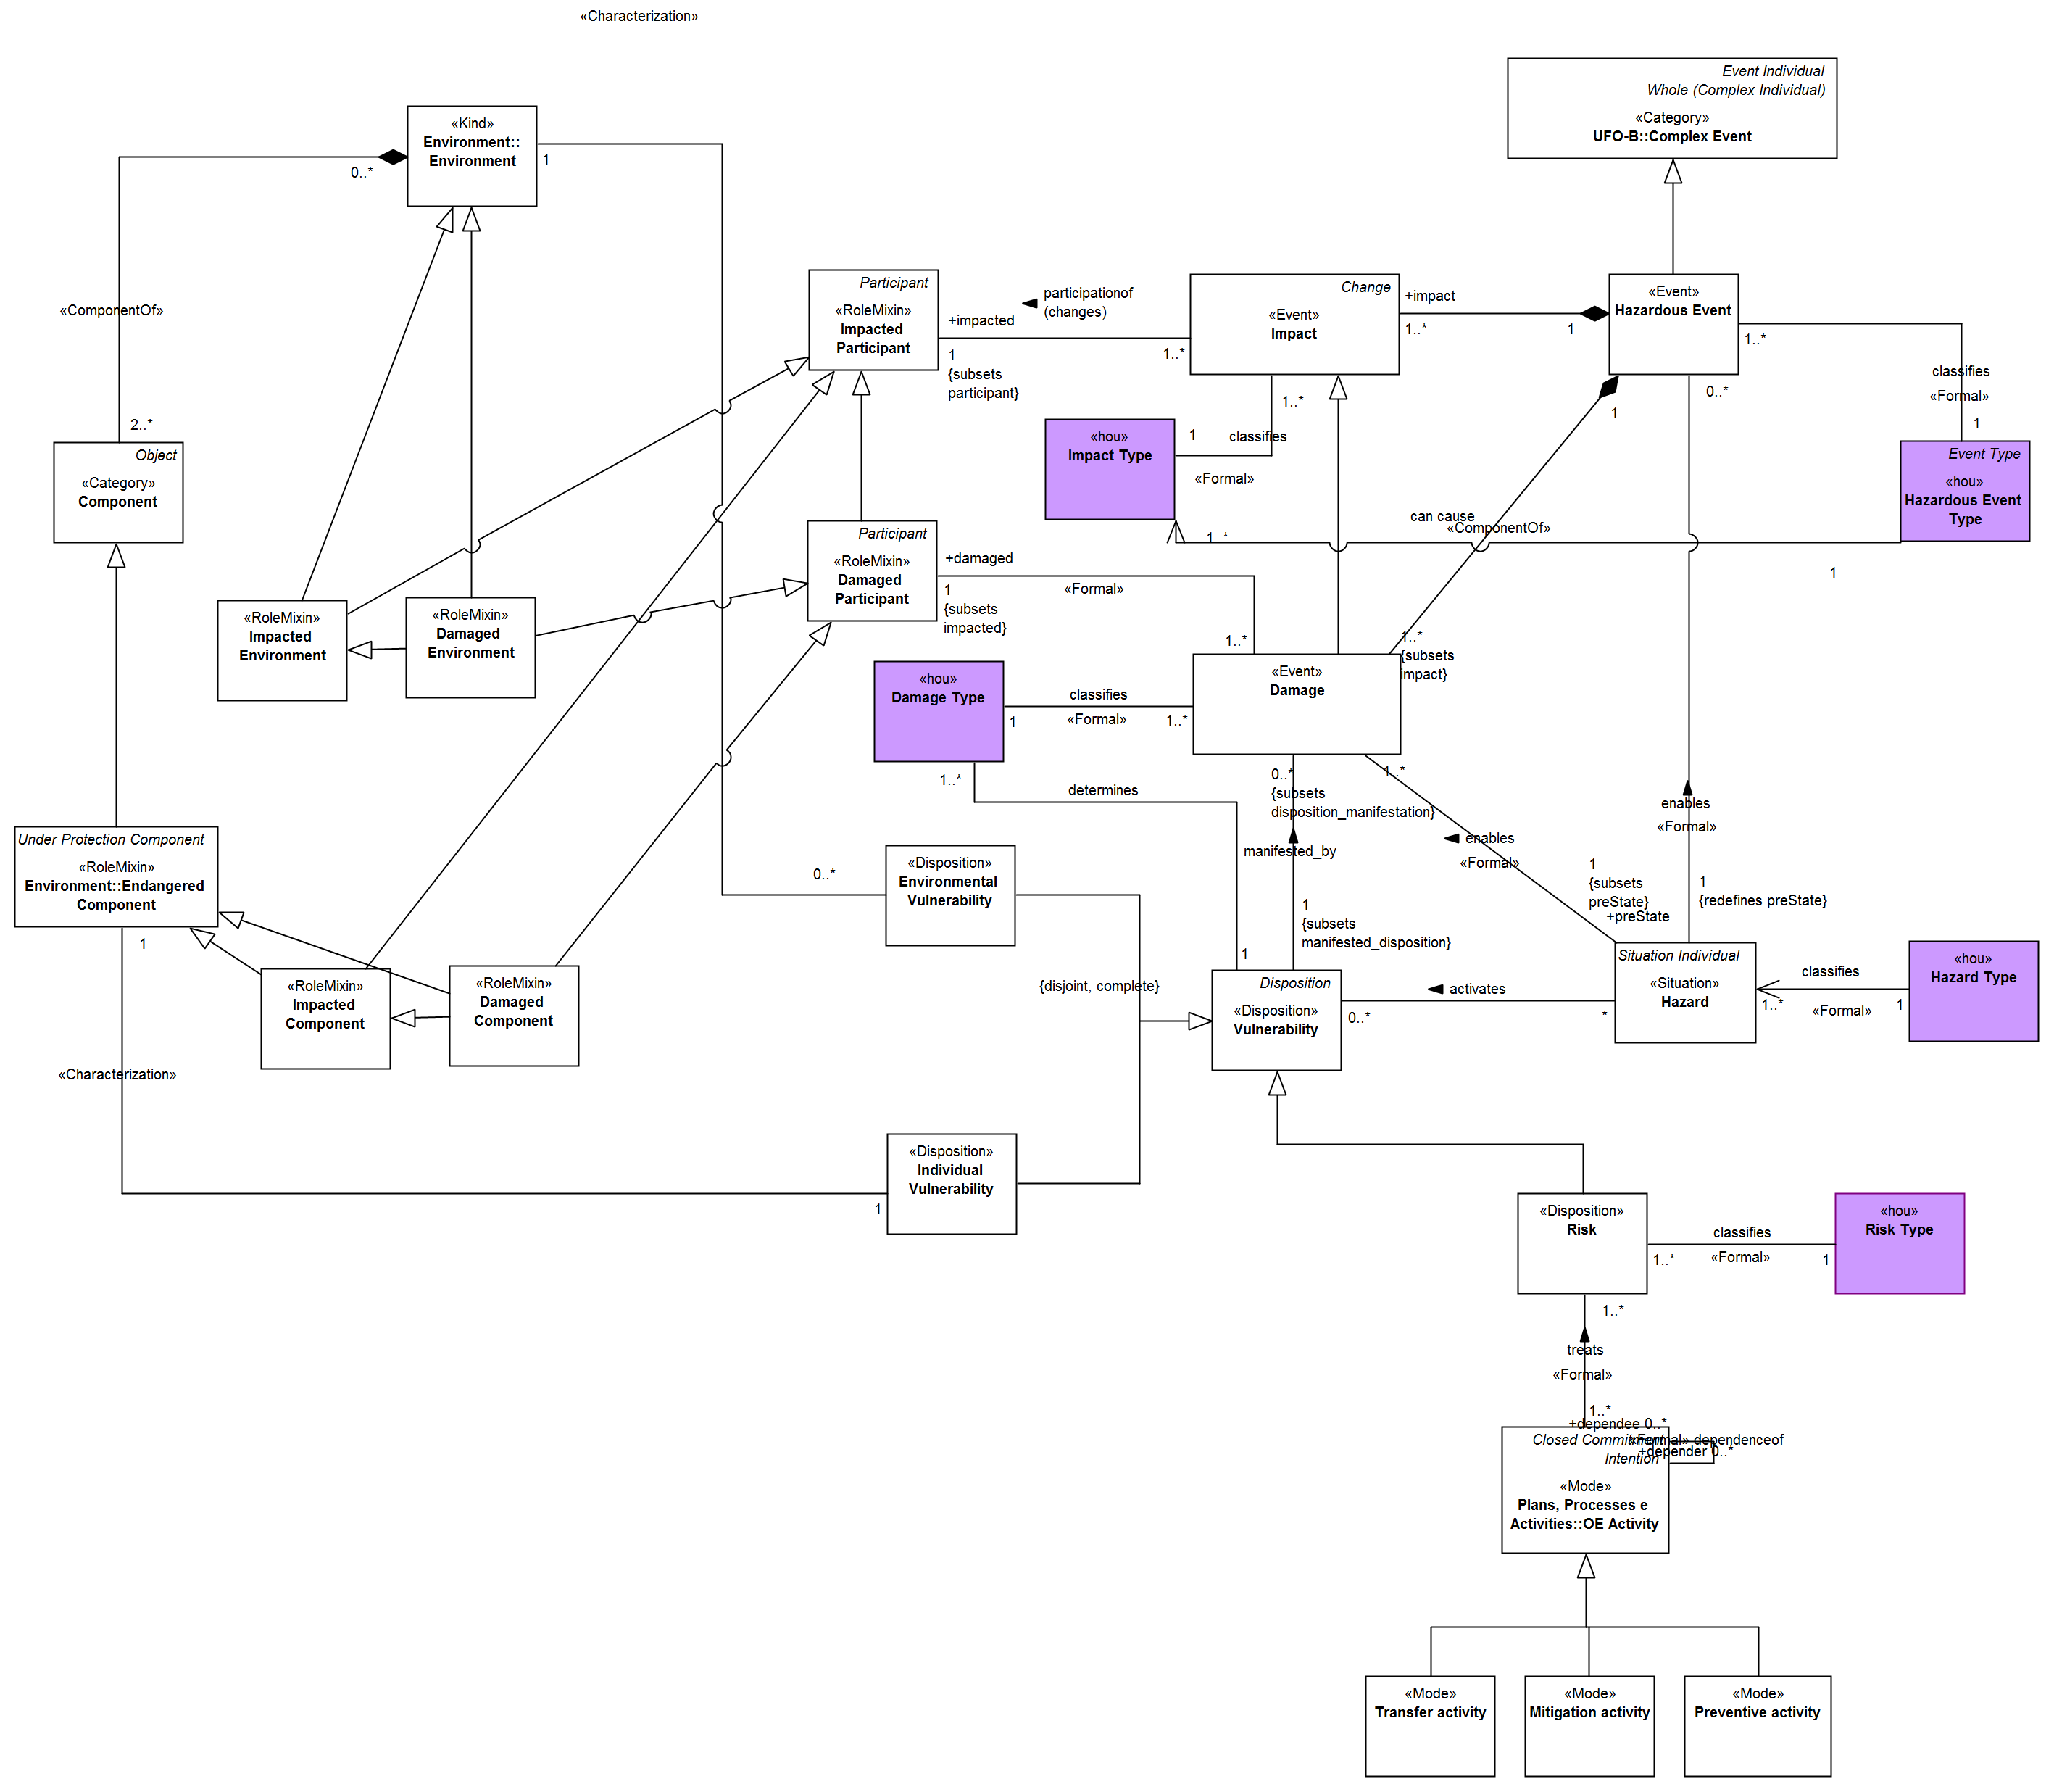 «Characterization»
Event Individual
Whole (Complex Individual)
«Category»
UFO-B::Complex Event
«Kind»
Environment::
Environment
1
0..*
«ComponentOf»
2..*
Participant
«RoleMixin»
Impacted
Participant
+impacted
1
{subsets
participant}
participationof
(changes)
1..*
Change
«Event»
Impact
+impact
1..*
1
«Event»
Hazardous Event
1..*
classifies
«Formal»
1
0..*
1
1..*
«hou»
Impact Type
1
classifies
«Formal»
Event Type
«hou»
Hazardous Event
Type
can cause
«ComponentOf»
1..*
1
Object
«Category»
Component
Participant
«RoleMixin»
Damaged
Participant
+damaged
1
{subsets
impacted}
«Formal»
1..*
«RoleMixin»
Impacted
Environment
«RoleMixin»
Damaged
Environment
1..*
{subsets
impact}
«Event»
Damage
«hou»
Damage Type
classifies
«Formal»
1
1..*
1..*
determines
0..*
{subsets
disposition_manifestation}
1..*
manifested_by
enables
«Formal»
enables
«Formal»
1
{subsets
preState}
+preState
1
{redefines preState}
Under Protection Component
«RoleMixin»
Environment::Endangered
Component
1
0..*
«Disposition»
Environmental
Vulnerability
1
{subsets
manifested_disposition}
1
Situation Individual
«Situation»
Hazard
«hou»
Hazard Type
classifies
«Formal»
1..*
1
«RoleMixin»
Impacted
Component
«RoleMixin»
Damaged
Component
{disjoint, complete}
Disposition
«Disposition»
Vulnerability
activates
0..*
*
«Characterization»
«Disposition»
Individual
Vulnerability
1
«Disposition»
Risk
classifies
«Formal»
1..*
1
«hou»
Risk Type
1..*
treats
«Formal»
1..*
+dependee 0..*
«Formal» dependenceof
+depender 0..*
Closed Commitment
Intention
«Mode»
Plans, Processes e
Activities::OE Activity
«Mode»
Transfer activity
«Mode»
Mitigation activity
«Mode»
Preventive activity